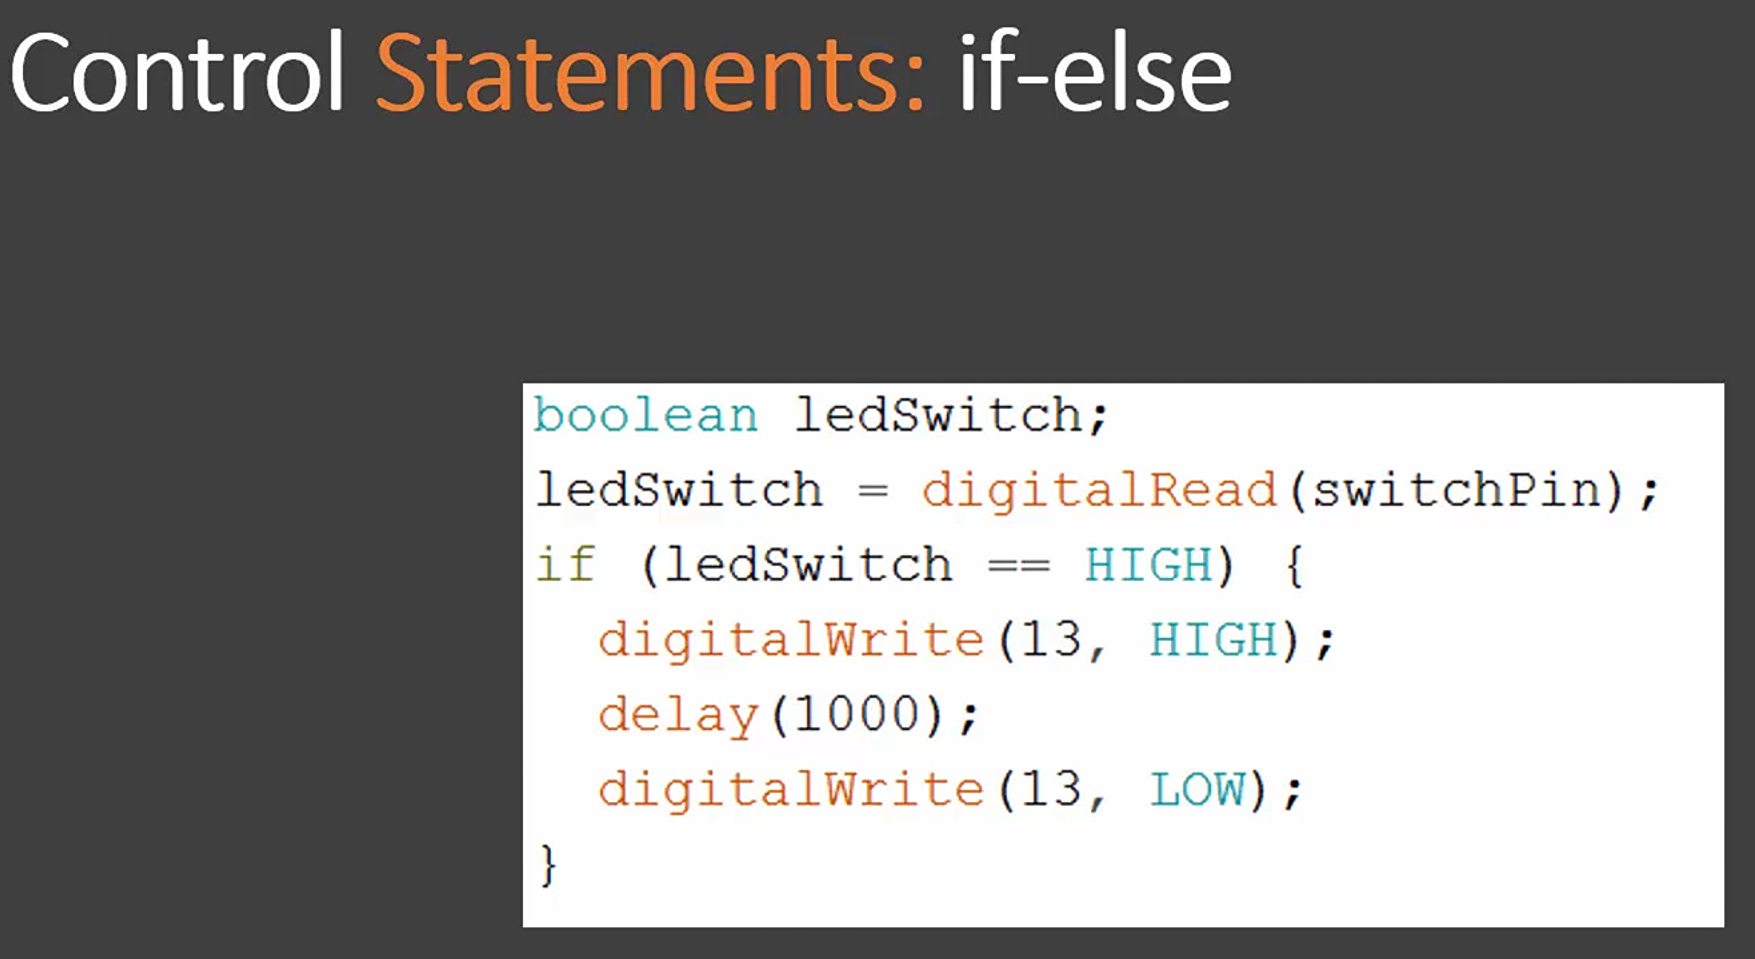 Control Statements: if-else
boolean ledSwitch;
ledSwitch = digitalRead(switchPin);
if (ledSwitch == HIGH) {
  digitalWrite(13, HIGH);
  delay(1000);
  digitalWrite(13, LOW);
}